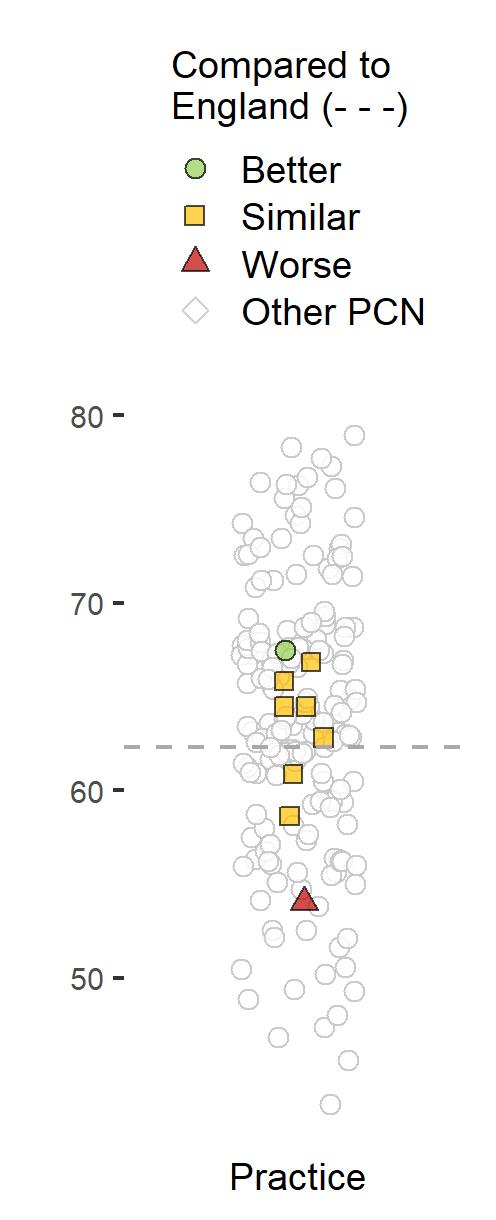 Compared to
England (- - -)
Better
Similar
Worse
Other PCN
80
70
60
50
Practice